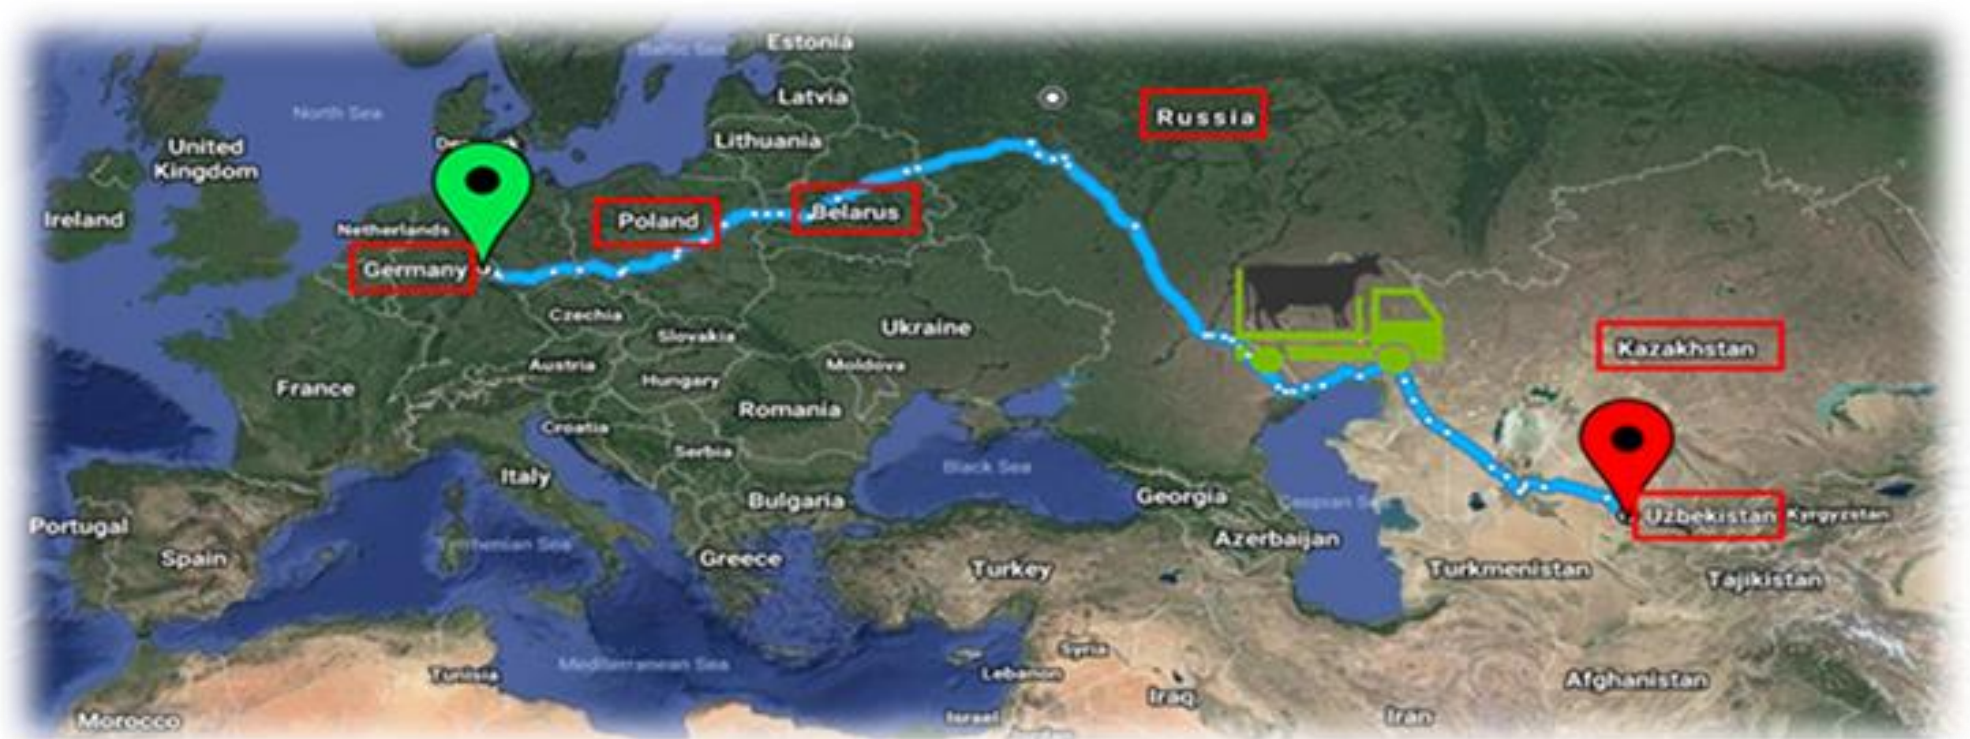 Estonia
Baltic Sea
Latvia
North Sea
Russia
Lithuania
United
Kingdom
Ireland
Netherlands
Poland
Belarus
Germany
Czechia
Slovakia
Ukraine
Kazakhstan
Austria
Moldova
Hungary
France
Romania
Croatia
Serbia
Italy
Black Sea
Georgia
Bulgaria
Uzbekistan
Kyrgyzstan
Portugal
Azerbaijan
Spain
Greece
Turkey
Turkmenistan
Tajikistan
Syria
Mediterranean Sea
Tunisia
Lebanon
Afghanistan
Iraq
Morocco
Israel
Iran